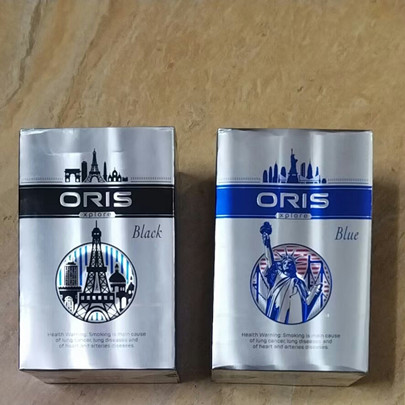 ORIS
xplore
Black
Health Warning: Smoking is main cause
of lung cancer, lung diseases and
of heart and arteries diseases.
ORIS
xplore
Blue
Health Warning: Smoking is main cause
of lung cancer, lung diseases and
of heart and arteries diseases.